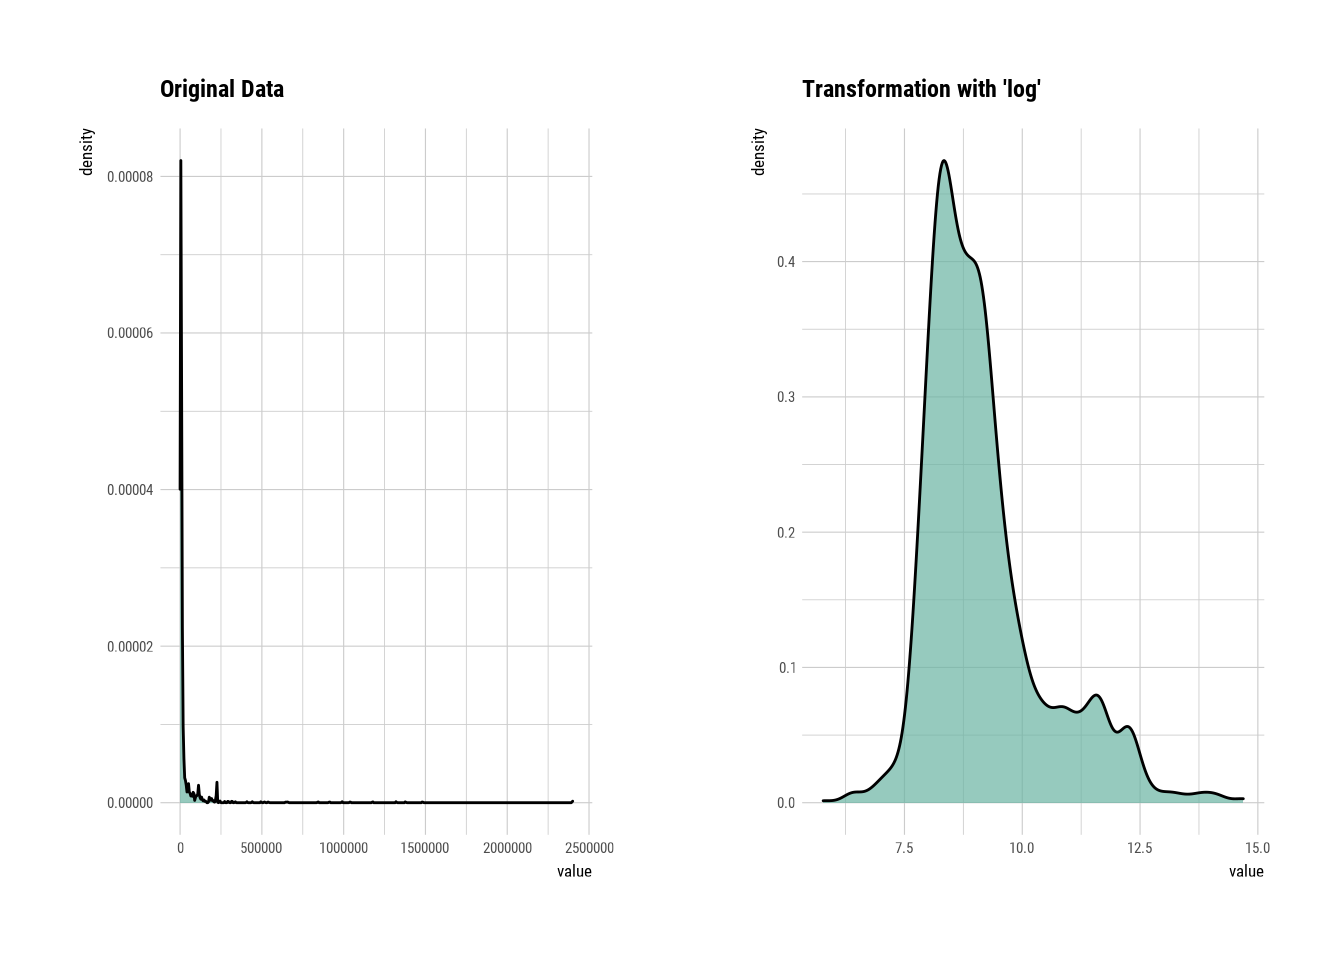 Original Data
density
0.00008
0.00006
0.00004
0.00002
0.00000
0 500000 1000000 1500000 2000000 2500000
value
Transformation with 'log'
density
0.4
0.3
0.2
0.1
0.0
7.5 10.0 12.5 15.0
value